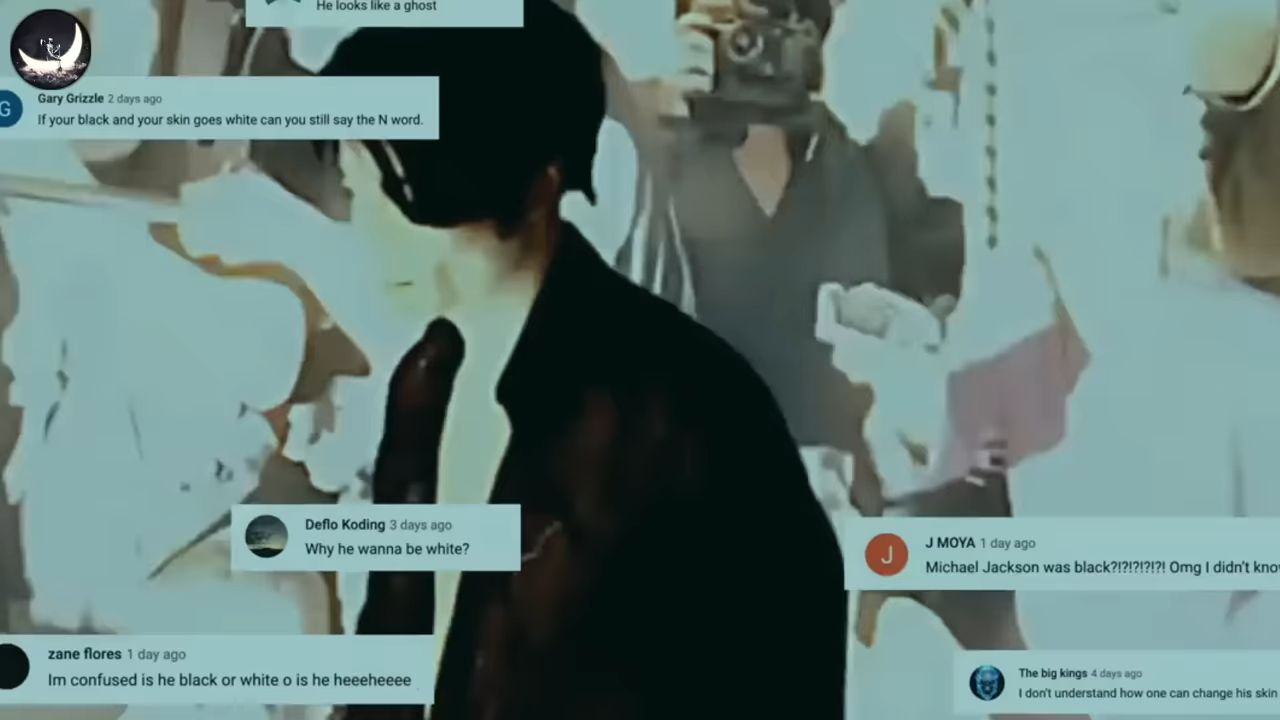 He looks like a ghost
G
Gary Grizzle 2 days ago
If your black and your skin goes white can you still say the N word.
Deflo Koding 3 days ago
Why he wanna be white?
J
J MOYA 1 day ago
Michael Jackson was black?!?!?!?!?! Omg I didn't
zane flores 1 day ago
Im confused is he black or white o is he heeeheeee
The big kings 4 days ago
I don't understand how one can change his skin